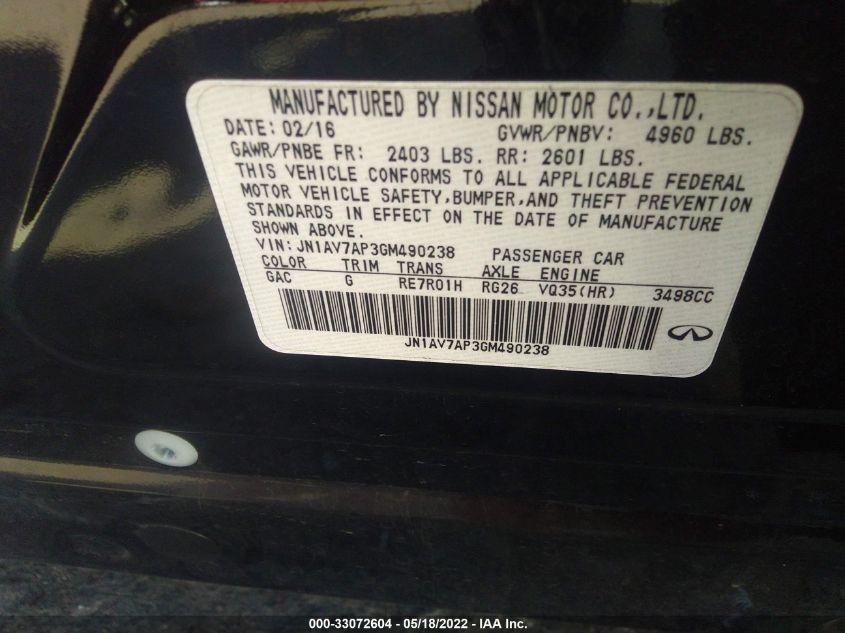 MANUFACTURED BY NISSAN MOTOR CO.,LTD.
DATE: 02/16 GVWR/PNBV: 4960 LBS.
GAWR/PNBE FR: 2403 LBS. RR: 2601 LBS.
THIS VEHICLE CONFORMS TO ALL APPLICABLE FEDERAL
MOTOR VEHICLE SAFETY,BUMPER,AND THEFT PREVENTION
STANDARDS IN EFFECT ON THE DATE OF MANUFACTURE
SHOWN ABOVE.
VIN: JN1AV7AP3GM490238 PASSENGER CAR
COLOR TRIM TRANS AXLE ENGINE
GAC G RE7R01H RG26 VQ35(HR) 3498CC
JN1AV7AP3GM490238
000-33072604 - 05/18/2022 - IAA Inc.